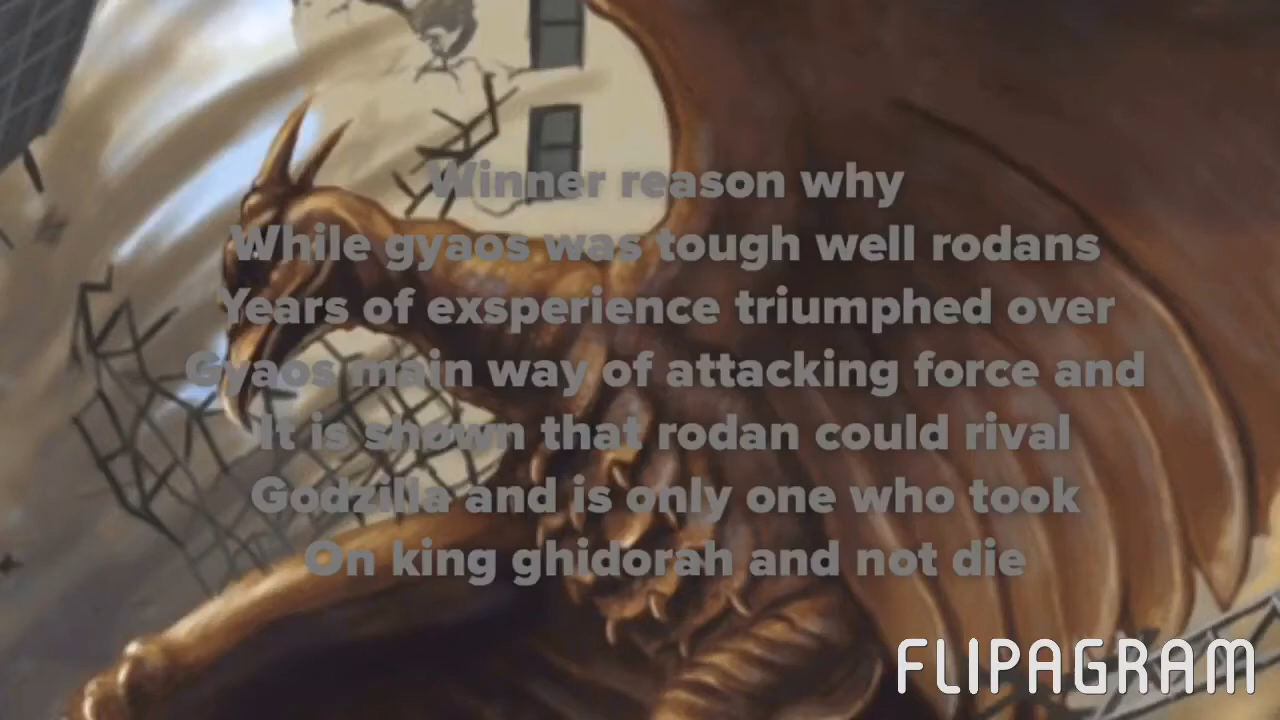 Winner reason why
While gyaos was tough well rodans
Years of exsperience triumphed over
Gyaos main way of attacking force and
It is shown that rodan could rival
Godzilla and is only one who took
On king ghidorah and not die
FLIPAGRAM